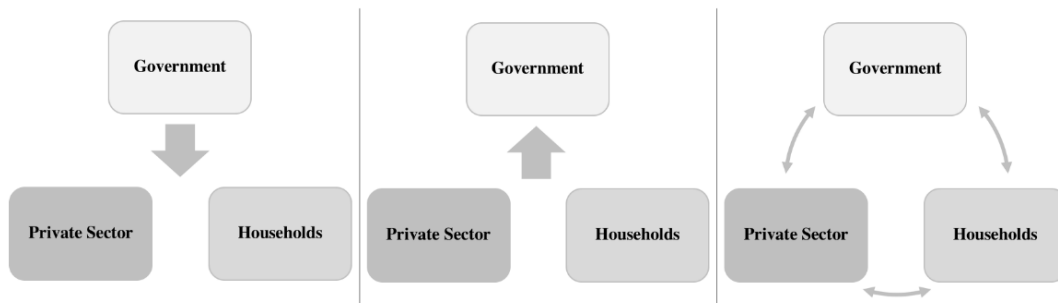 Government
Private Sector
Households
Government
Private Sector
Households
Government
Private Sector
Households